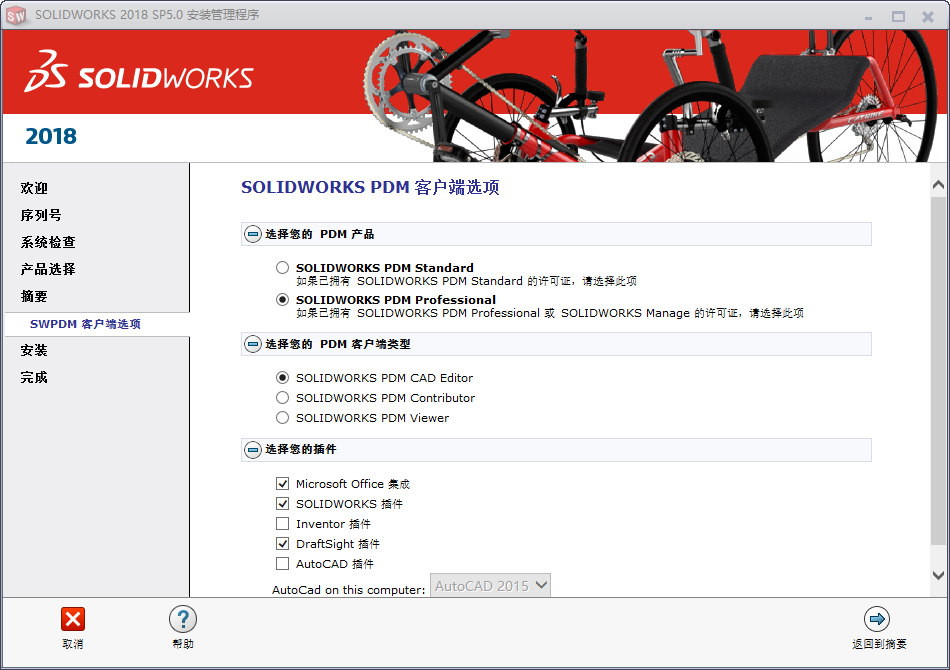 SOLIDWORKS 2018 SP5.0 安装管理程序
SOLIDWORKS
2018
欢迎
序列号
系统检查
产品选择
摘要
SWPDM 客户端选项
安装
完成
SOLIDWORKS PDM 客户端选项
选择您的 PDM 产品
SOLIDWORKS PDM Standard
如果已拥有 SOLIDWORKS PDM Standard 的许可证，请选择此项
SOLIDWORKS PDM Professional
如果已拥有 SOLIDWORKS PDM Professional 或 SOLIDWORKS Manage 的许可证，请选择此项
选择您的 PDM 客户端类型
SOLIDWORKS PDM CAD Editor
SOLIDWORKS PDM Contributor
SOLIDWORKS PDM Viewer
选择您的插件
Microsoft Office 集成
SOLIDWORKS 插件
Inventor 插件
DraftSight 插件
AutoCAD 插件
AutoCad on this computer: AutoCAD 2015
取消
帮助
返回到摘要